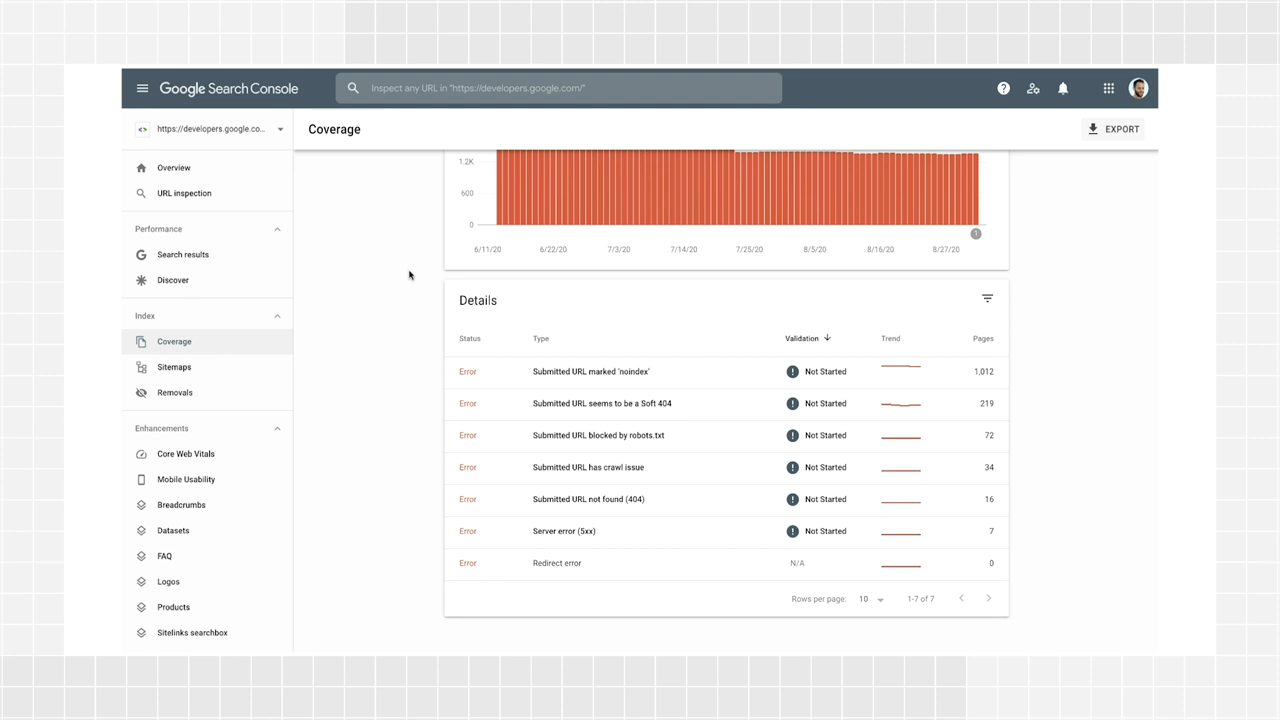 Google Search Console
Inspect any URL in "https://developers.google.com/"
https://developers.google.co...
Coverage
EXPORT
Overview
URL inspection
Performance
Search results
Discover
Index
Coverage
Sitemaps
Removals
Enhancements
Core Web Vitals
Mobile Usability
Breadcrumbs
Datasets
FAQ
Logos
Products
Sitelinks searchbox
1.2K
600
0
6/11/20 6/22/20 7/3/20 7/14/20 7/25/20 8/5/20 8/16/20 8/27/20
1
Details
Status Type Validation Trend Pages
Error Submitted URL marked 'noindex' Not Started 1,012
Error Submitted URL seems to be a Soft 404 Not Started 219
Error Submitted URL blocked by robots.txt Not Started 72
Error Submitted URL has crawl issue Not Started 34
Error Submitted URL not found (404) Not Started 16
Error Server error (5xx) Not Started 7
Error Redirect error N/A 0
Rows per page: 10 1-7 of 7